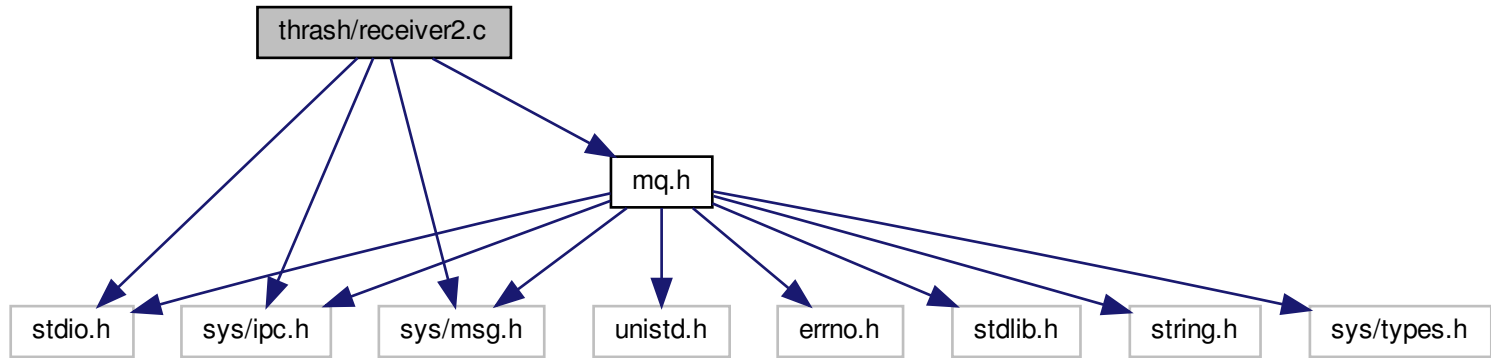 thrash/receiver2.c
mq.h
stdio.h
sys/ipc.h
sys/msg.h
unistd.h
errno.h
stdlib.h
string.h
sys/types.h